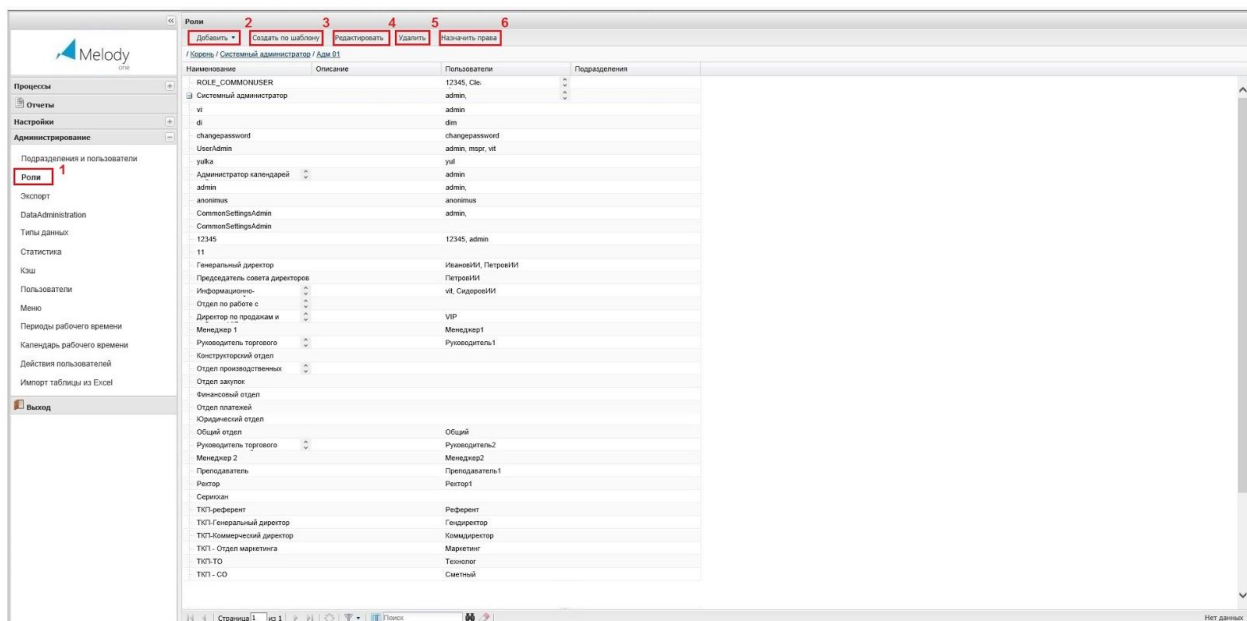 Роли
2 3 4 5 6
Добавить Создать по шаблону Редактировать Удалить Назначить права
/ Корень / Системный администратор / Адм 01
Melody
one
Процессы
Отчеты
Настройки
Администрирование
Подразделения и пользователи
1
Роли
Экспорт
DataAdministration
Типы данных
Статистика
Кэш
Пользователи
Меню
Периоды рабочего времени
Календарь рабочего времени
Действия пользователей
Импорт таблицы из Excel
Выход
Наименование Описание Пользователи Подразделения
ROLE_COMMONUSER 12345, Cle
Системный администратор admin,
vi admin
di dim
changepassword changepassword
UserAdmin admin, mspr, vit
yulka yul
Администратор календарей admin
admin admin,
anonimus anonimus
CommonSettingsAdmin admin,
CommonSettingsAdmin
12345 12345, admin
11
Генеральный директор ИвановИИ, ПетровИИ
Председатель совета директоров ПетровИИ
Информационно- vit, СидоровИИ
Отдел по работе с
Директор по продажам и VIP
Менеджер 1 Менеджер1
Руководитель торгового Руководитель1
Конструкторский отдел
Отдел производственных
Отдел закупок
Финансовый отдел
Отдел платежей
Юридический отдел
Общий отдел Общий
Руководитель торгового Руководитель2
Менеджер 2 Менеджер2
Преподаватель Преподаватель1
Ректор Ректор1
Серикхан
ТКП-референт Референт
ТКП-Генеральный директор Гендиректор
ТКП-Коммерческий директор Коммдиректор
ТКП - Отдел маркетинга Маркетинг
ТКП-ТО Технолог
ТКП - СО Сметный
Страница 1 из 1 Поиск Нет данных